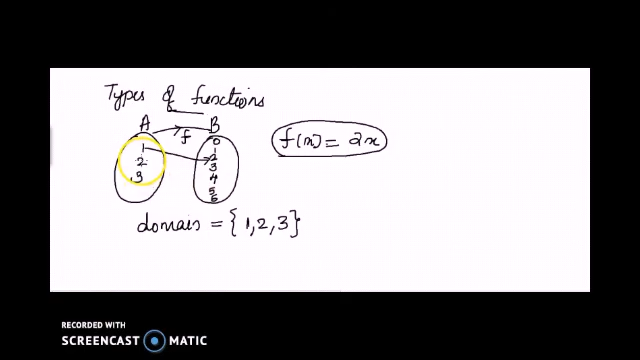 Types of functions
A f B
f(x) = 2x
1
2
3
0
1
2
3
4
5
6
domain = {1,2,3}
RECORDED WITH
SCREENCAST MATIC